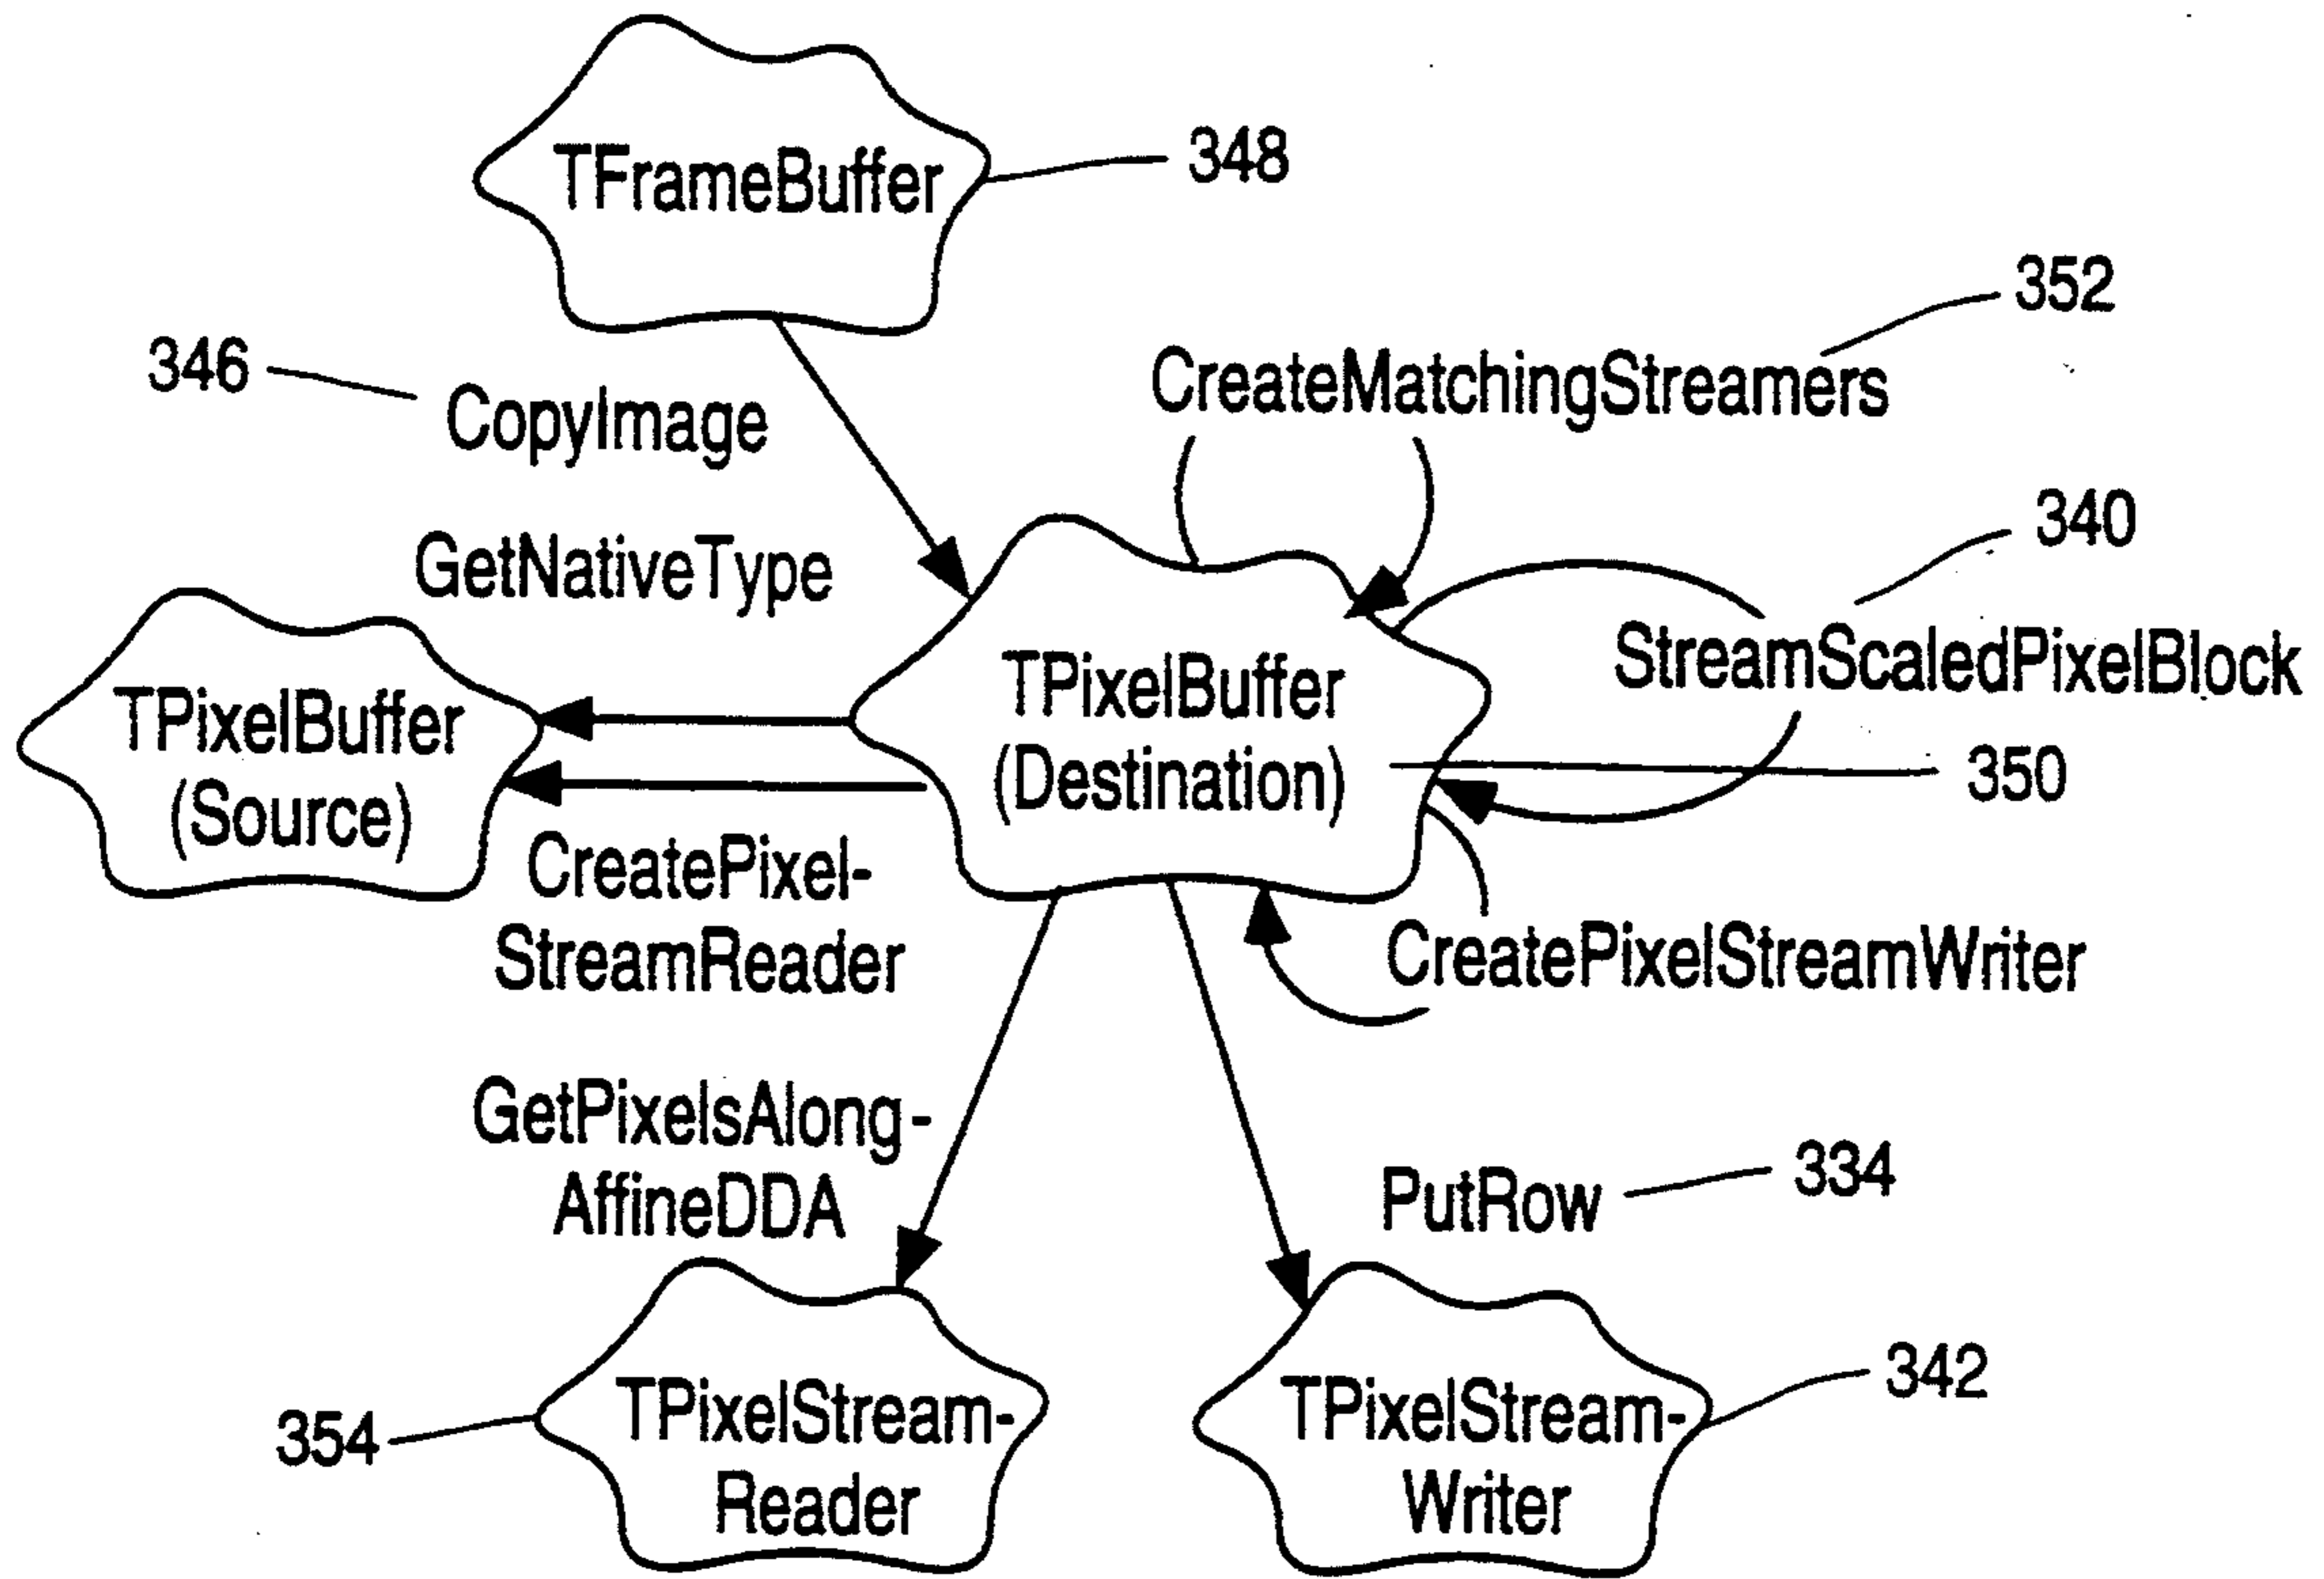 TFrameBuffer
348
346
CopyImage
352
CreateMatchingStreamers
340
GetNativeType
StreamScaledPixelBlock
TPixelBuffer
(Source)
TPixelBuffer
(Destination)
350
CreatePixel-
StreamReader
CreatePixelStreamWriter
GetPixelsAlong-
AffineDDA
PutRow
334
354
TPixelStream-
Reader
TPixelStream-
Writer
342